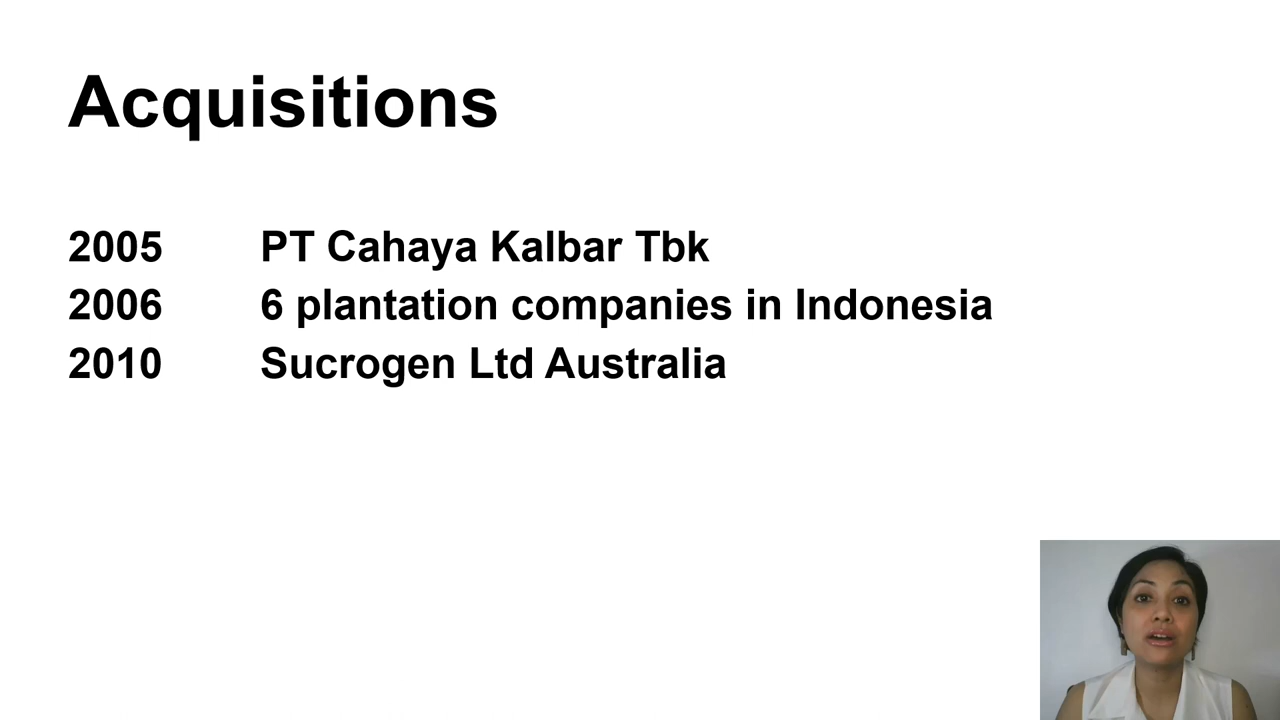 Acquisitions
2005 PT Cahaya Kalbar Tbk
2006 6 plantation companies in Indonesia
2010 Sucrogen Ltd Australia